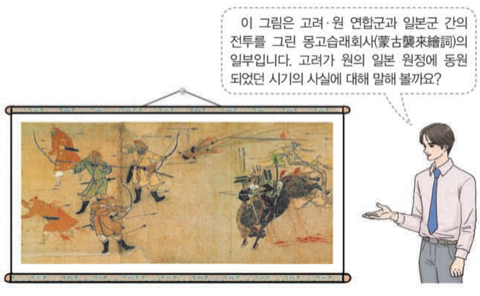 이 그림은 고려·원 연합군과 일본군 간의
전투를 그린 몽고습래회사(蒙古襲來繪詞)의
일부입니다. 고려가 원의 일본 원정에 동원
되었던 시기의 사실에 대해 말해 볼까요?